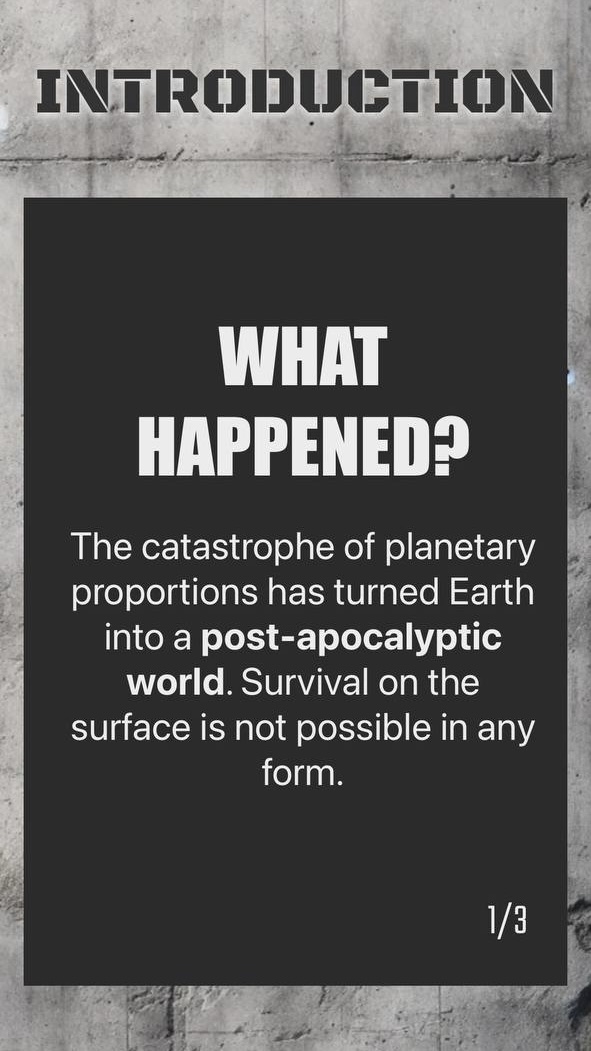 INTRODUCTION
WHAT
HAPPENED?
The catastrophe of planetary
proportions has turned Earth
into a post-apocalyptic
world. Survival on the
surface is not possible in any
form.
1/3